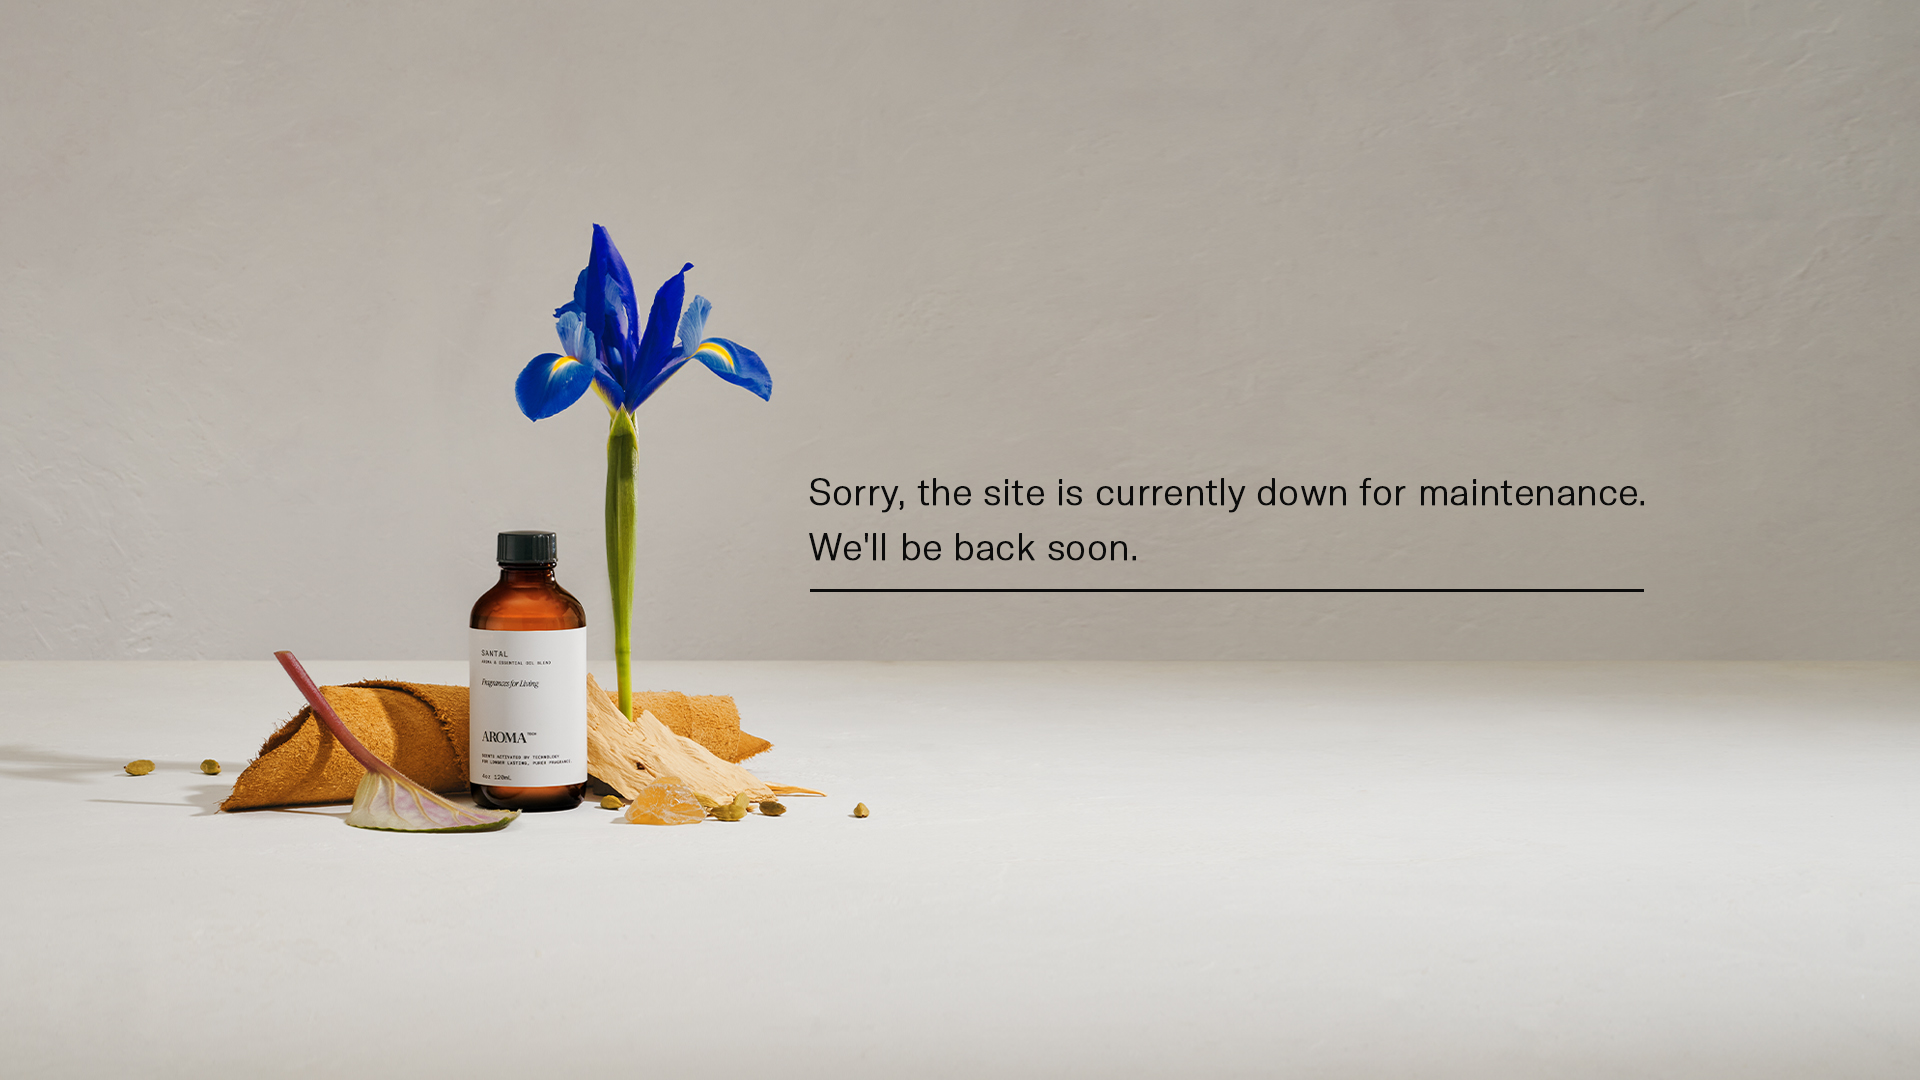 Sorry, the site is currently down for maintenance.
We'll be back soon.
SANTAL
AROMA & ESSENTIAL OIL BLEND
Fragrances for Living
AROMA TECH
SCENTS ACTIVATED BY TECHNOLOGY
FOR LONGER LASTING, PURER FRAGRANCE.
4oz 120mL